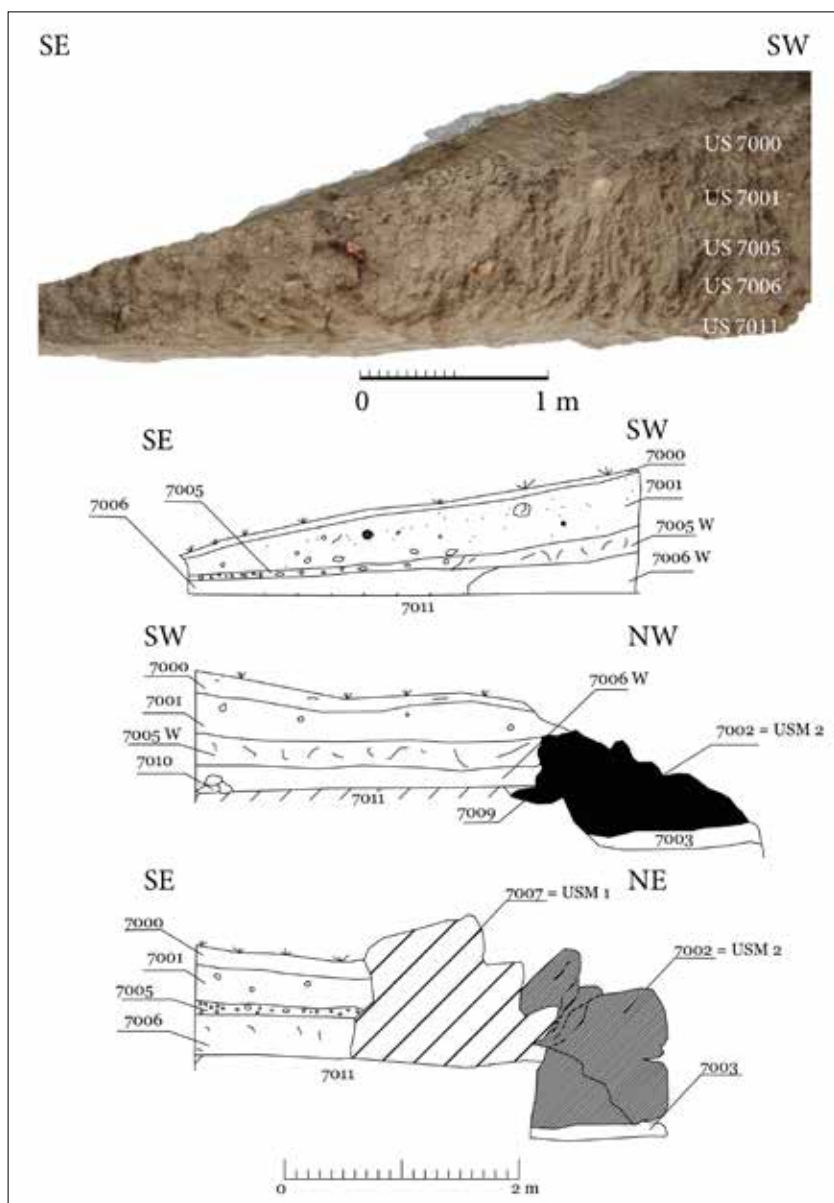 SE SW
US 7000
US 7001
US 7005
US 7006
US 7011
0 1 m
SE SW
7000
7005 7001
7006
7005 W
7006 W
7011
SW NW
7000 7006 W
7001
7005 W 7002 = USM 2
7010
7011
7009
7003
SE NE
7007 = USM 1
7000
7002 = USM 2
7001
7005
7006
7011 7003
0 2 m